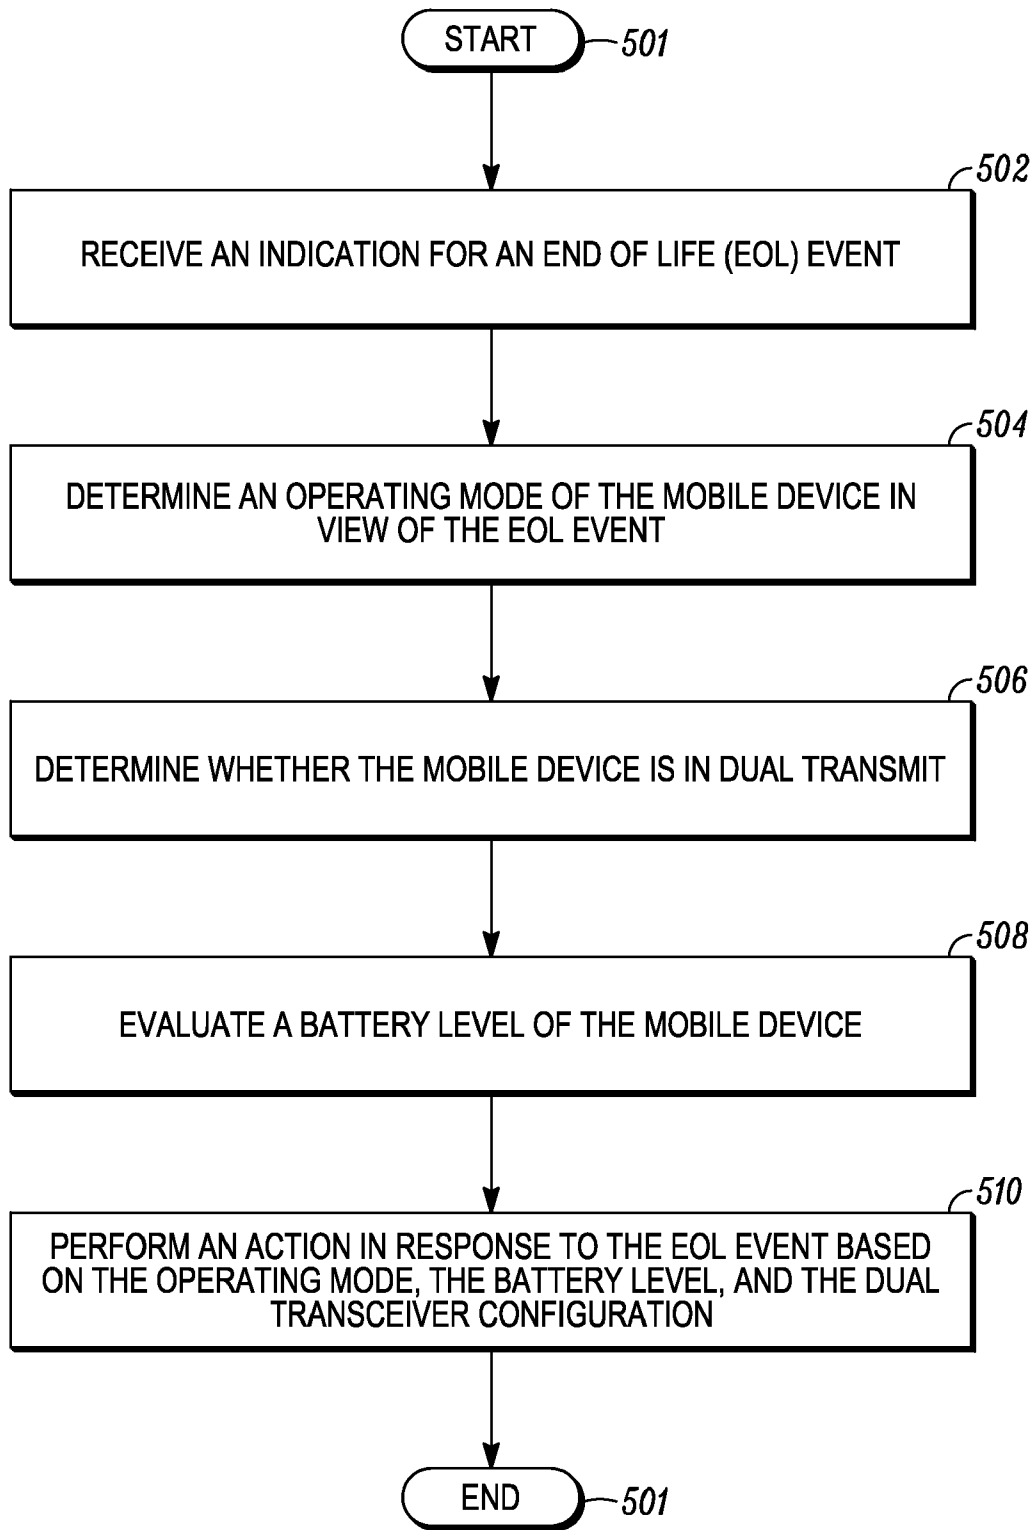 START 501
502
RECEIVE AN INDICATION FOR AN END OF LIFE (EOL) EVENT
504
DETERMINE AN OPERATING MODE OF THE MOBILE DEVICE IN
VIEW OF THE EOL EVENT
506
DETERMINE WHETHER THE MOBILE DEVICE IS IN DUAL TRANSMIT
508
EVALUATE A BATTERY LEVEL OF THE MOBILE DEVICE
510
PERFORM AN ACTION IN RESPONSE TO THE EOL EVENT BASED
ON THE OPERATING MODE, THE BATTERY LEVEL, AND THE DUAL
TRANSCEIVER CONFIGURATION
END 501